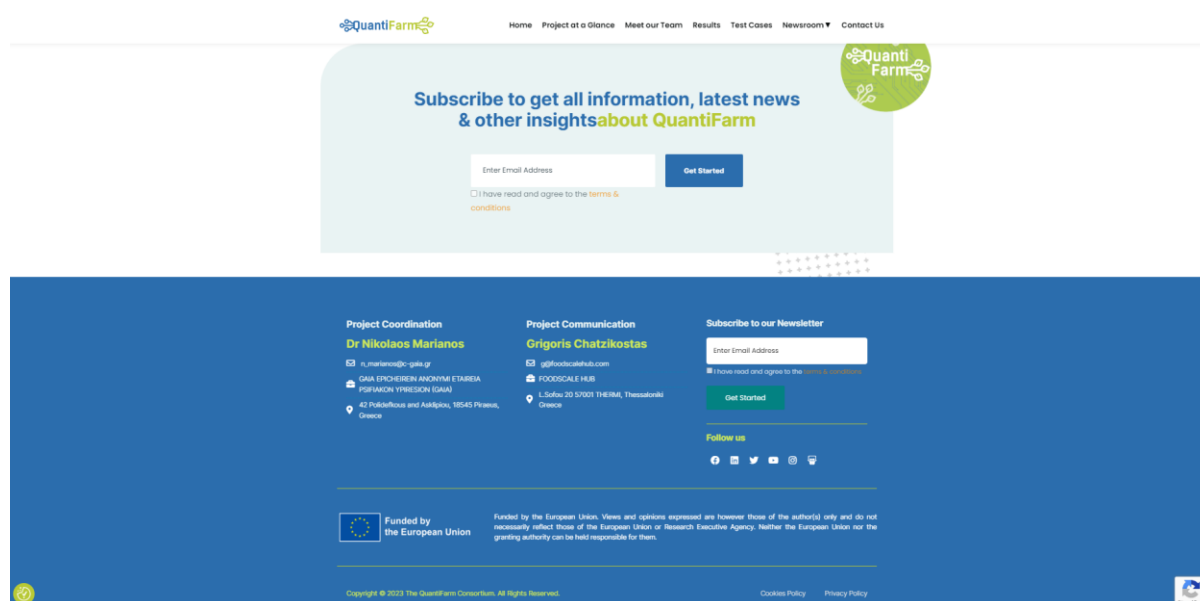 QuantiFarm
Home Project at a Glance Meet our Team Results Test Cases Newsroom▼ Contact Us
Quanti
Farm
Subscribe to get all information, latest news
& other insightsabout QuantiFarm
Enter Email Address
Get Started
I have read and agree to the terms &
conditions
Project Coordination
Dr Nikolaos Marianos
n_marianos@c-gaia.gr
GAIA EPICHEIREIN ANONYMI ETAIREIA
PSIFIAKON YPIRESION (GAIA)
42 Polidefkous and Asklipiou, 18545 Piraeus,
Greece
Project Communication
Grigoris Chatzikostas
g@foodscalehub.com
FOODSCALE HUB
L.Sofou 20 57001 THERMI, Thessaloniki
Greece
Subscribe to our Newsletter
Enter Email Address
I have read and agree to the terms & conditions
Get Started
Follow us
Funded by
the European Union
Funded by the European Union. Views and opinions expressed are however those of the author(s) only and do not
necessarily reflect those of the European Union or Research Executive Agency. Neither the European Union nor the
granting authority can be held responsible for them.
Copyright © 2023 The QuantiFarm Consortium. All Rights Reserved.
Cookies Policy Privacy Policy